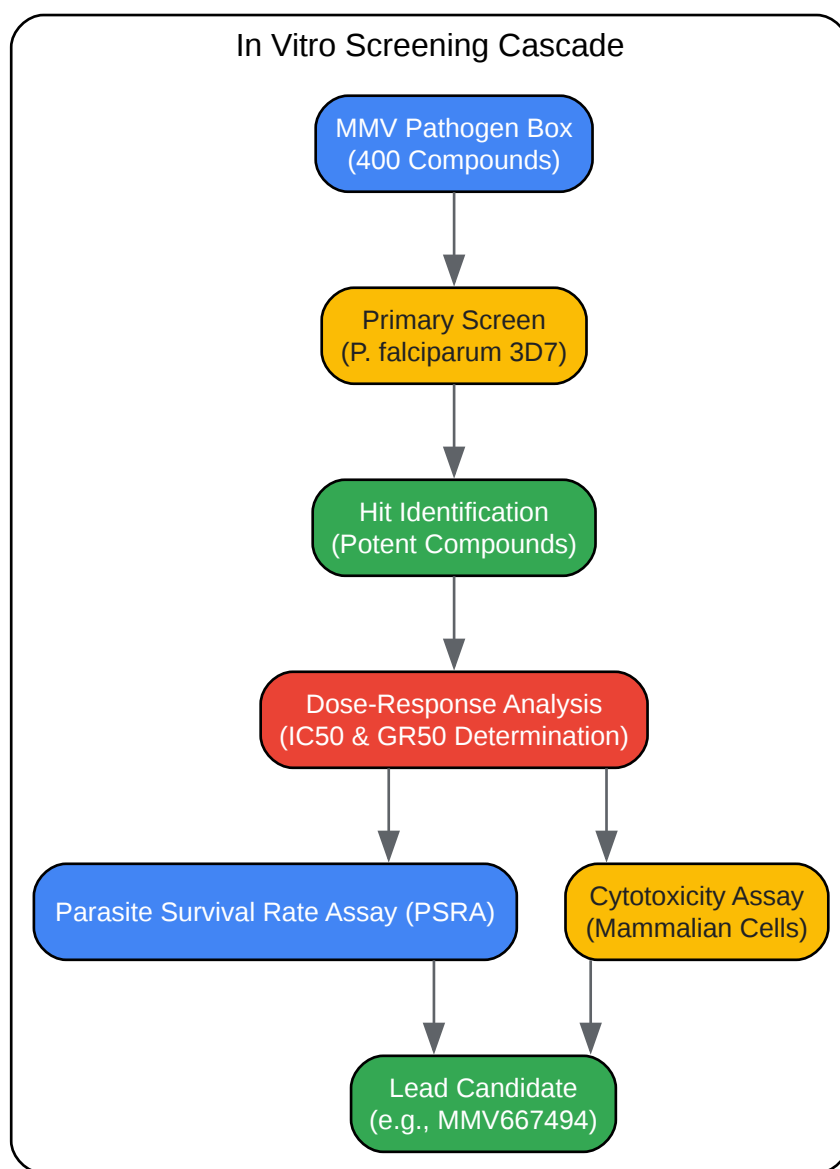 In Vitro Screening Cascade
MMV Pathogen Box
(400 Compounds)
Primary Screen
(P. falciparum 3D7)
Hit Identification
(Potent Compounds)
Dose-Response Analysis
(IC50 & GR50 Determination)
Parasite Survival Rate Assay (PSRA)
Cytotoxicity Assay
(Mammalian Cells)
Lead Candidate
(e.g., MMV667494)